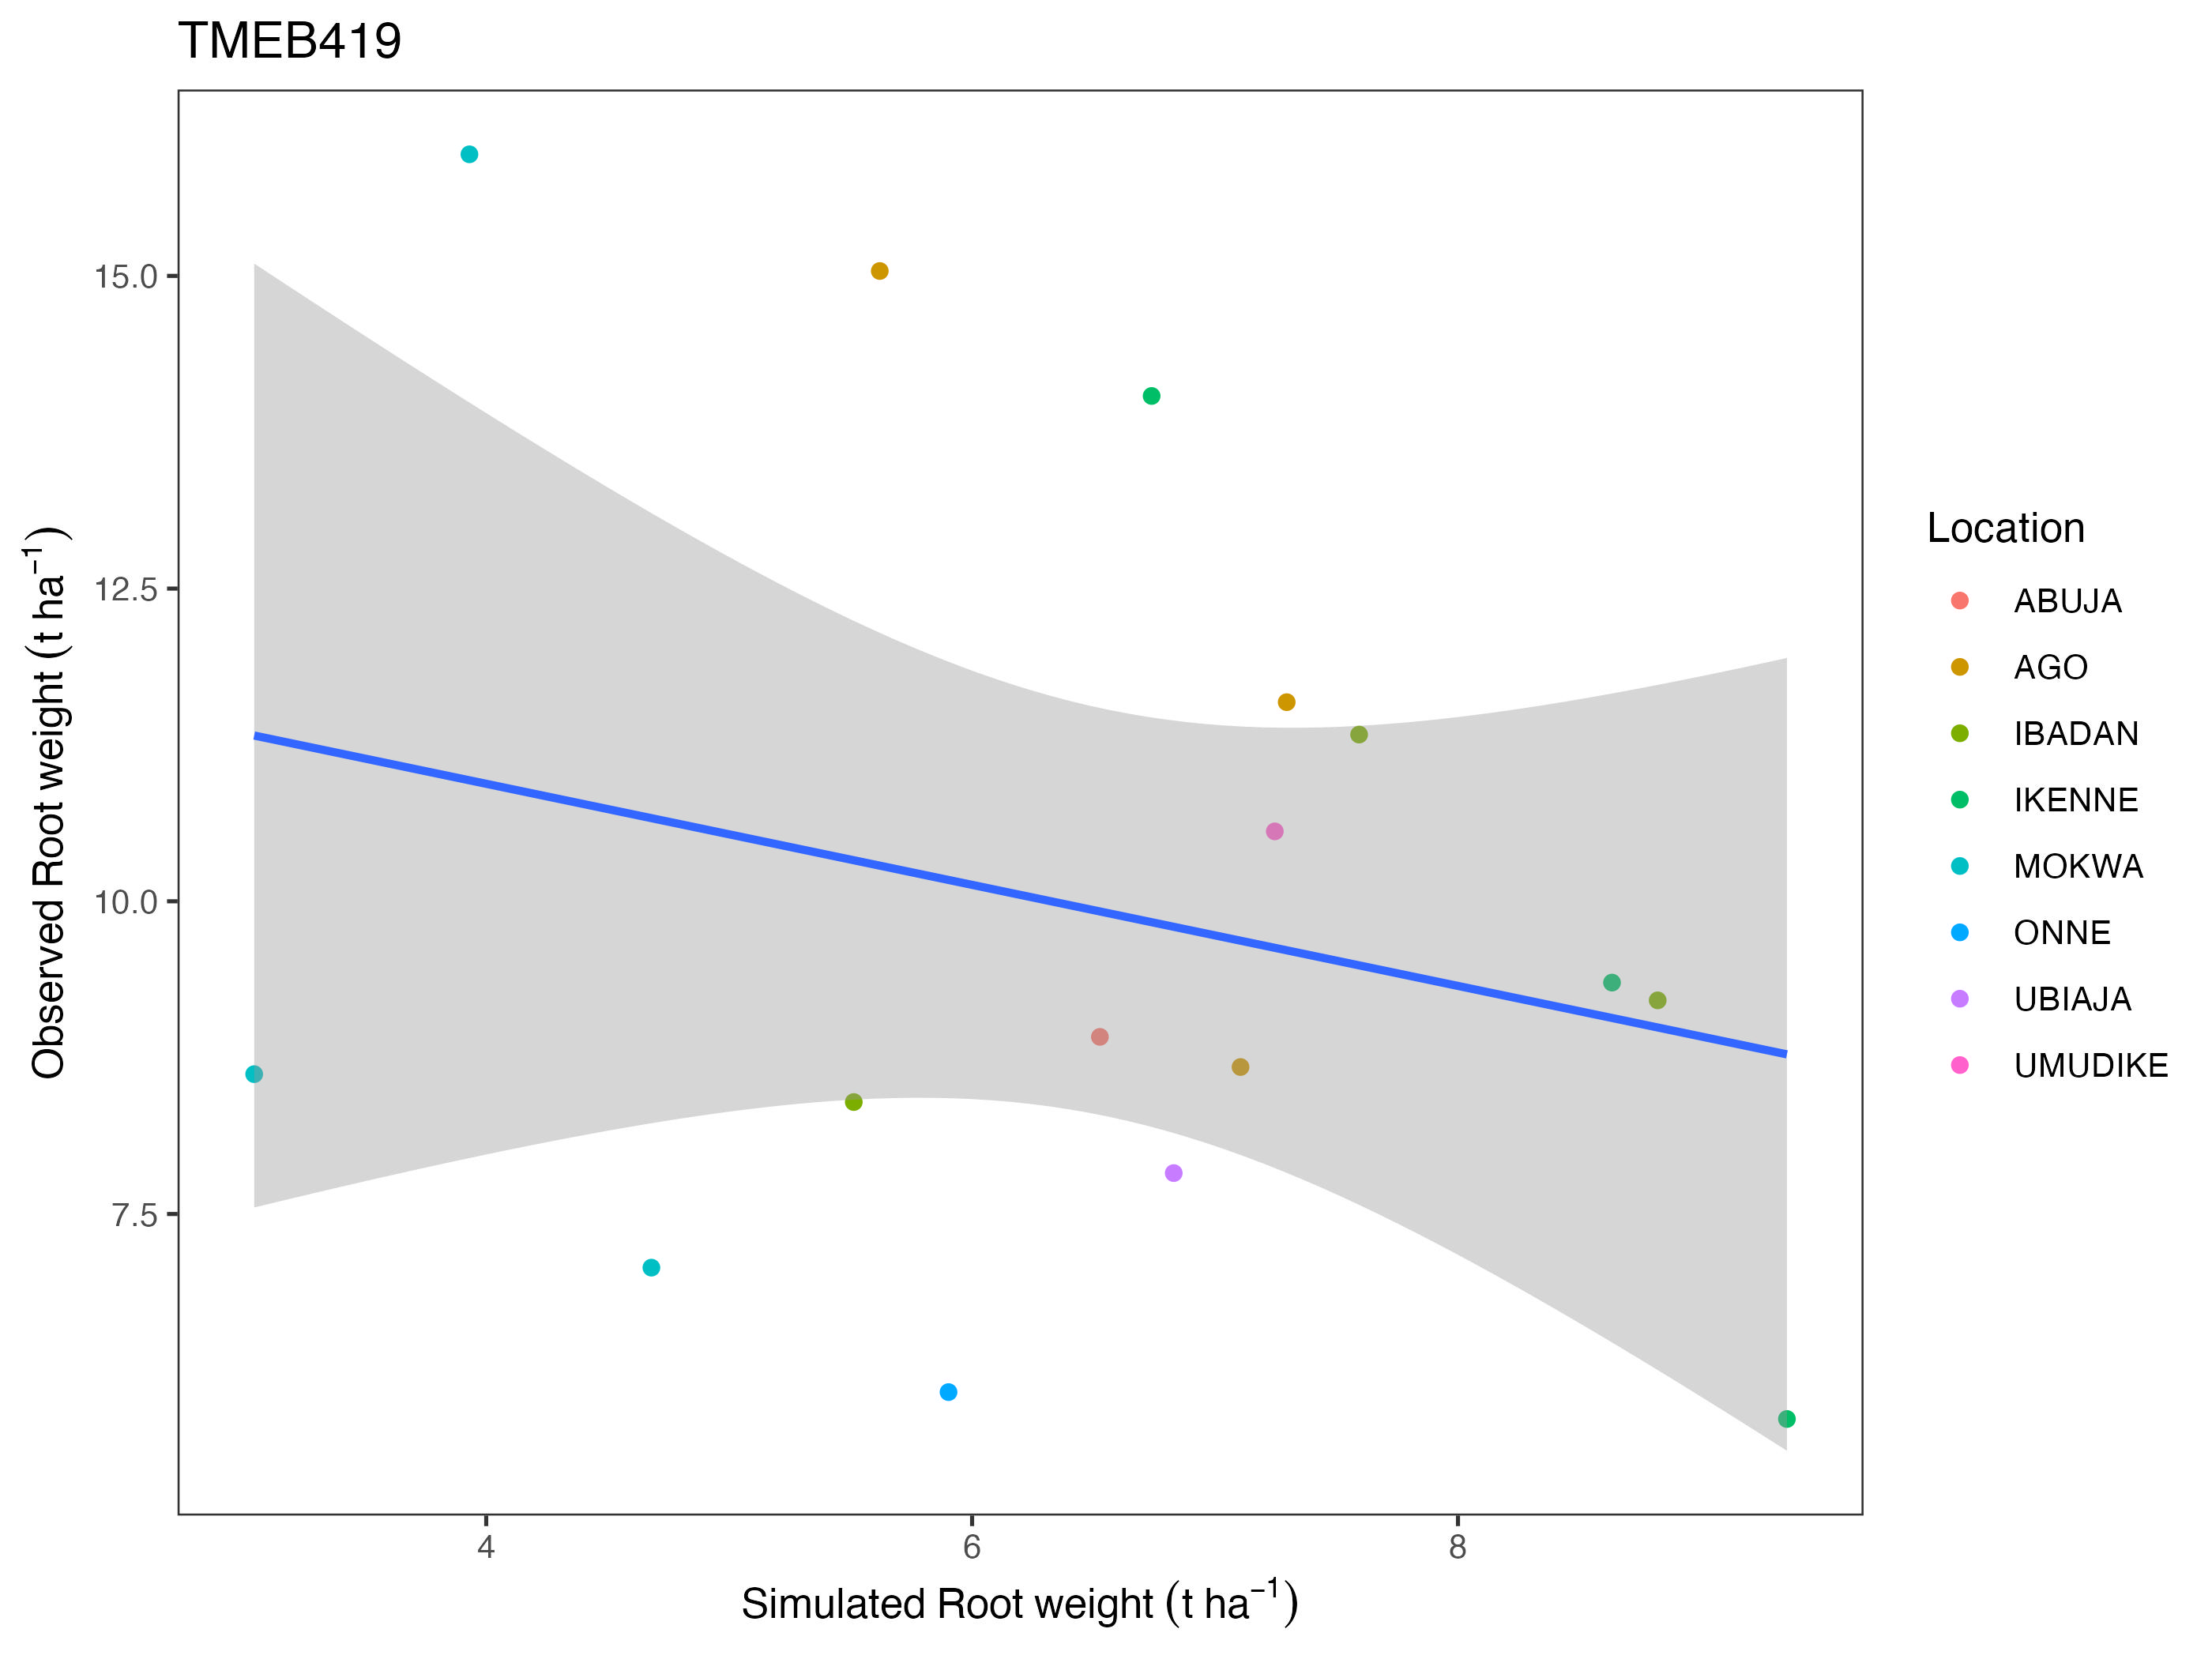 TMEB419
Observed Root weight (t ha⁻¹)
15.0
12.5
10.0
7.5
4 6 8
Simulated Root weight (t ha⁻¹)
Location
ABUJA
AGO
IBADAN
IKENNE
MOKWA
ONNE
UBIAJA
UMUDIKE